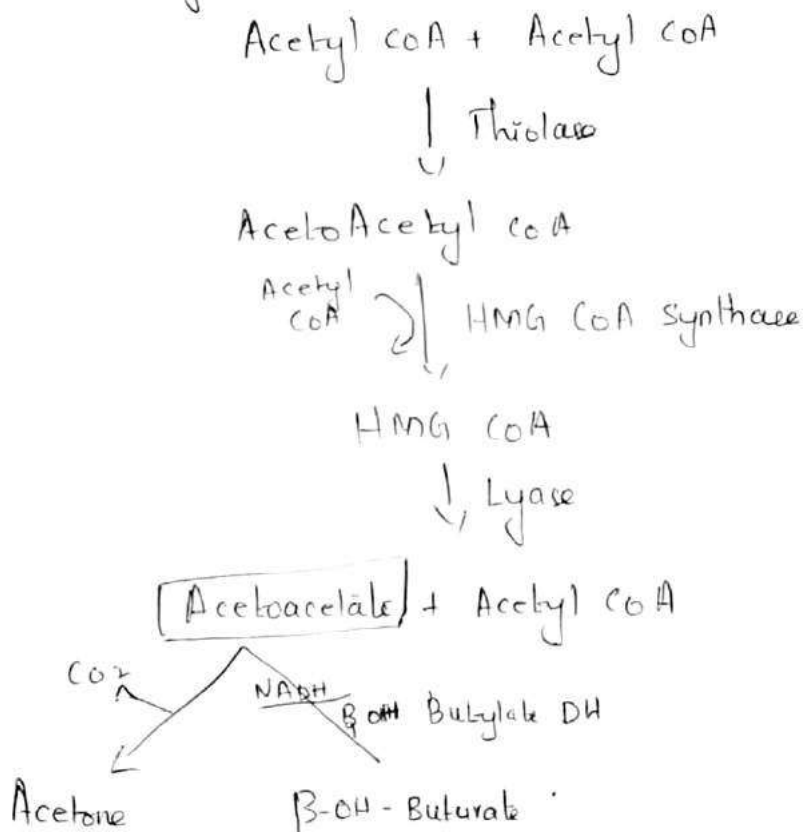 Acetyl CoA + Acetyl CoA
Thiolase
AcetoAcetyl CoA
Acetyl
CoA
HMG CoA Synthase
HMG CoA
Lyase
Acetoacetate + Acetyl CoA
CO2
NADH
β OH Butylate DH
Acetone
β-OH-Buturate